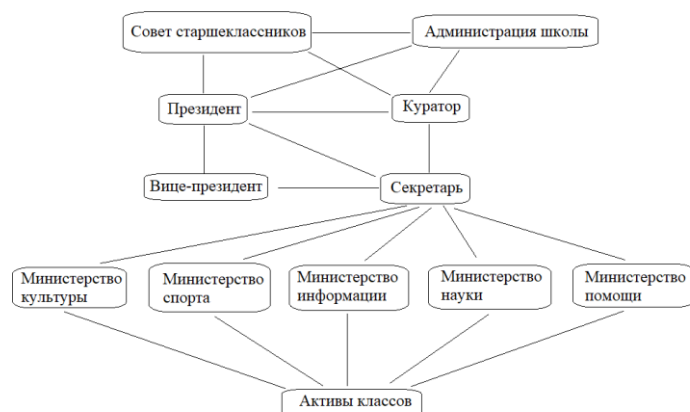 Совет старшеклассников
Администрация школы
Президент
Куратор
Вице-президент
Секретарь
Министерство
культуры
Министерство
спорта
Министерство
информации
Министерство
науки
Министерство
помощи
Активы классов